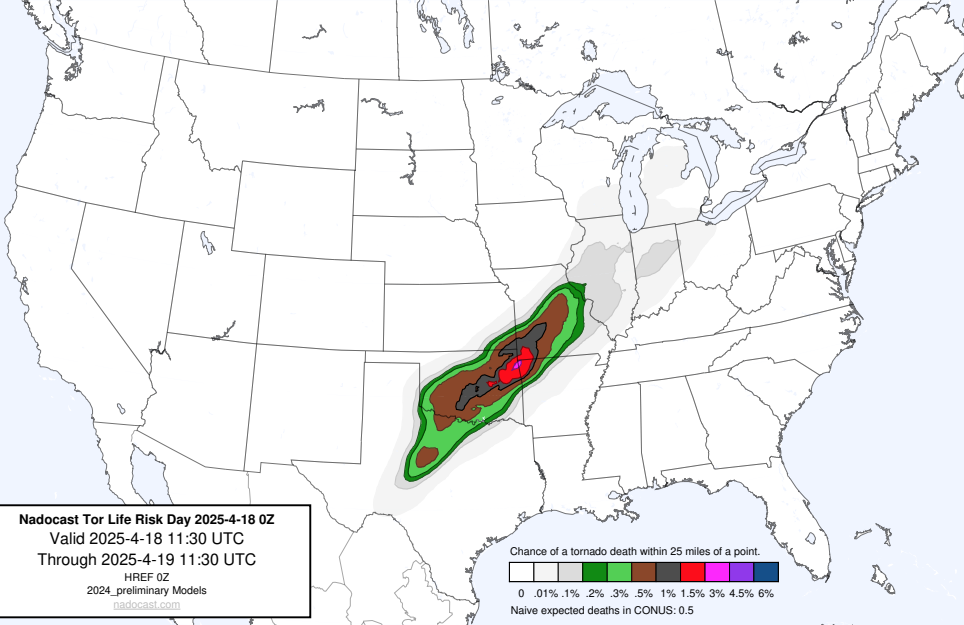 Nadocast Tor Life Risk Day 2025-4-18 0Z
Valid 2025-4-18 11:30 UTC
Through 2025-4-19 11:30 UTC
HREF 0Z
2024_preliminary Models
nadocast.com
Chance of a tornado death within 25 miles of a point.
0 .01% .1% .2% .3% .5% 1% 1.5% 3% 4.5% 6%
Naive expected deaths in CONUS: 0.5